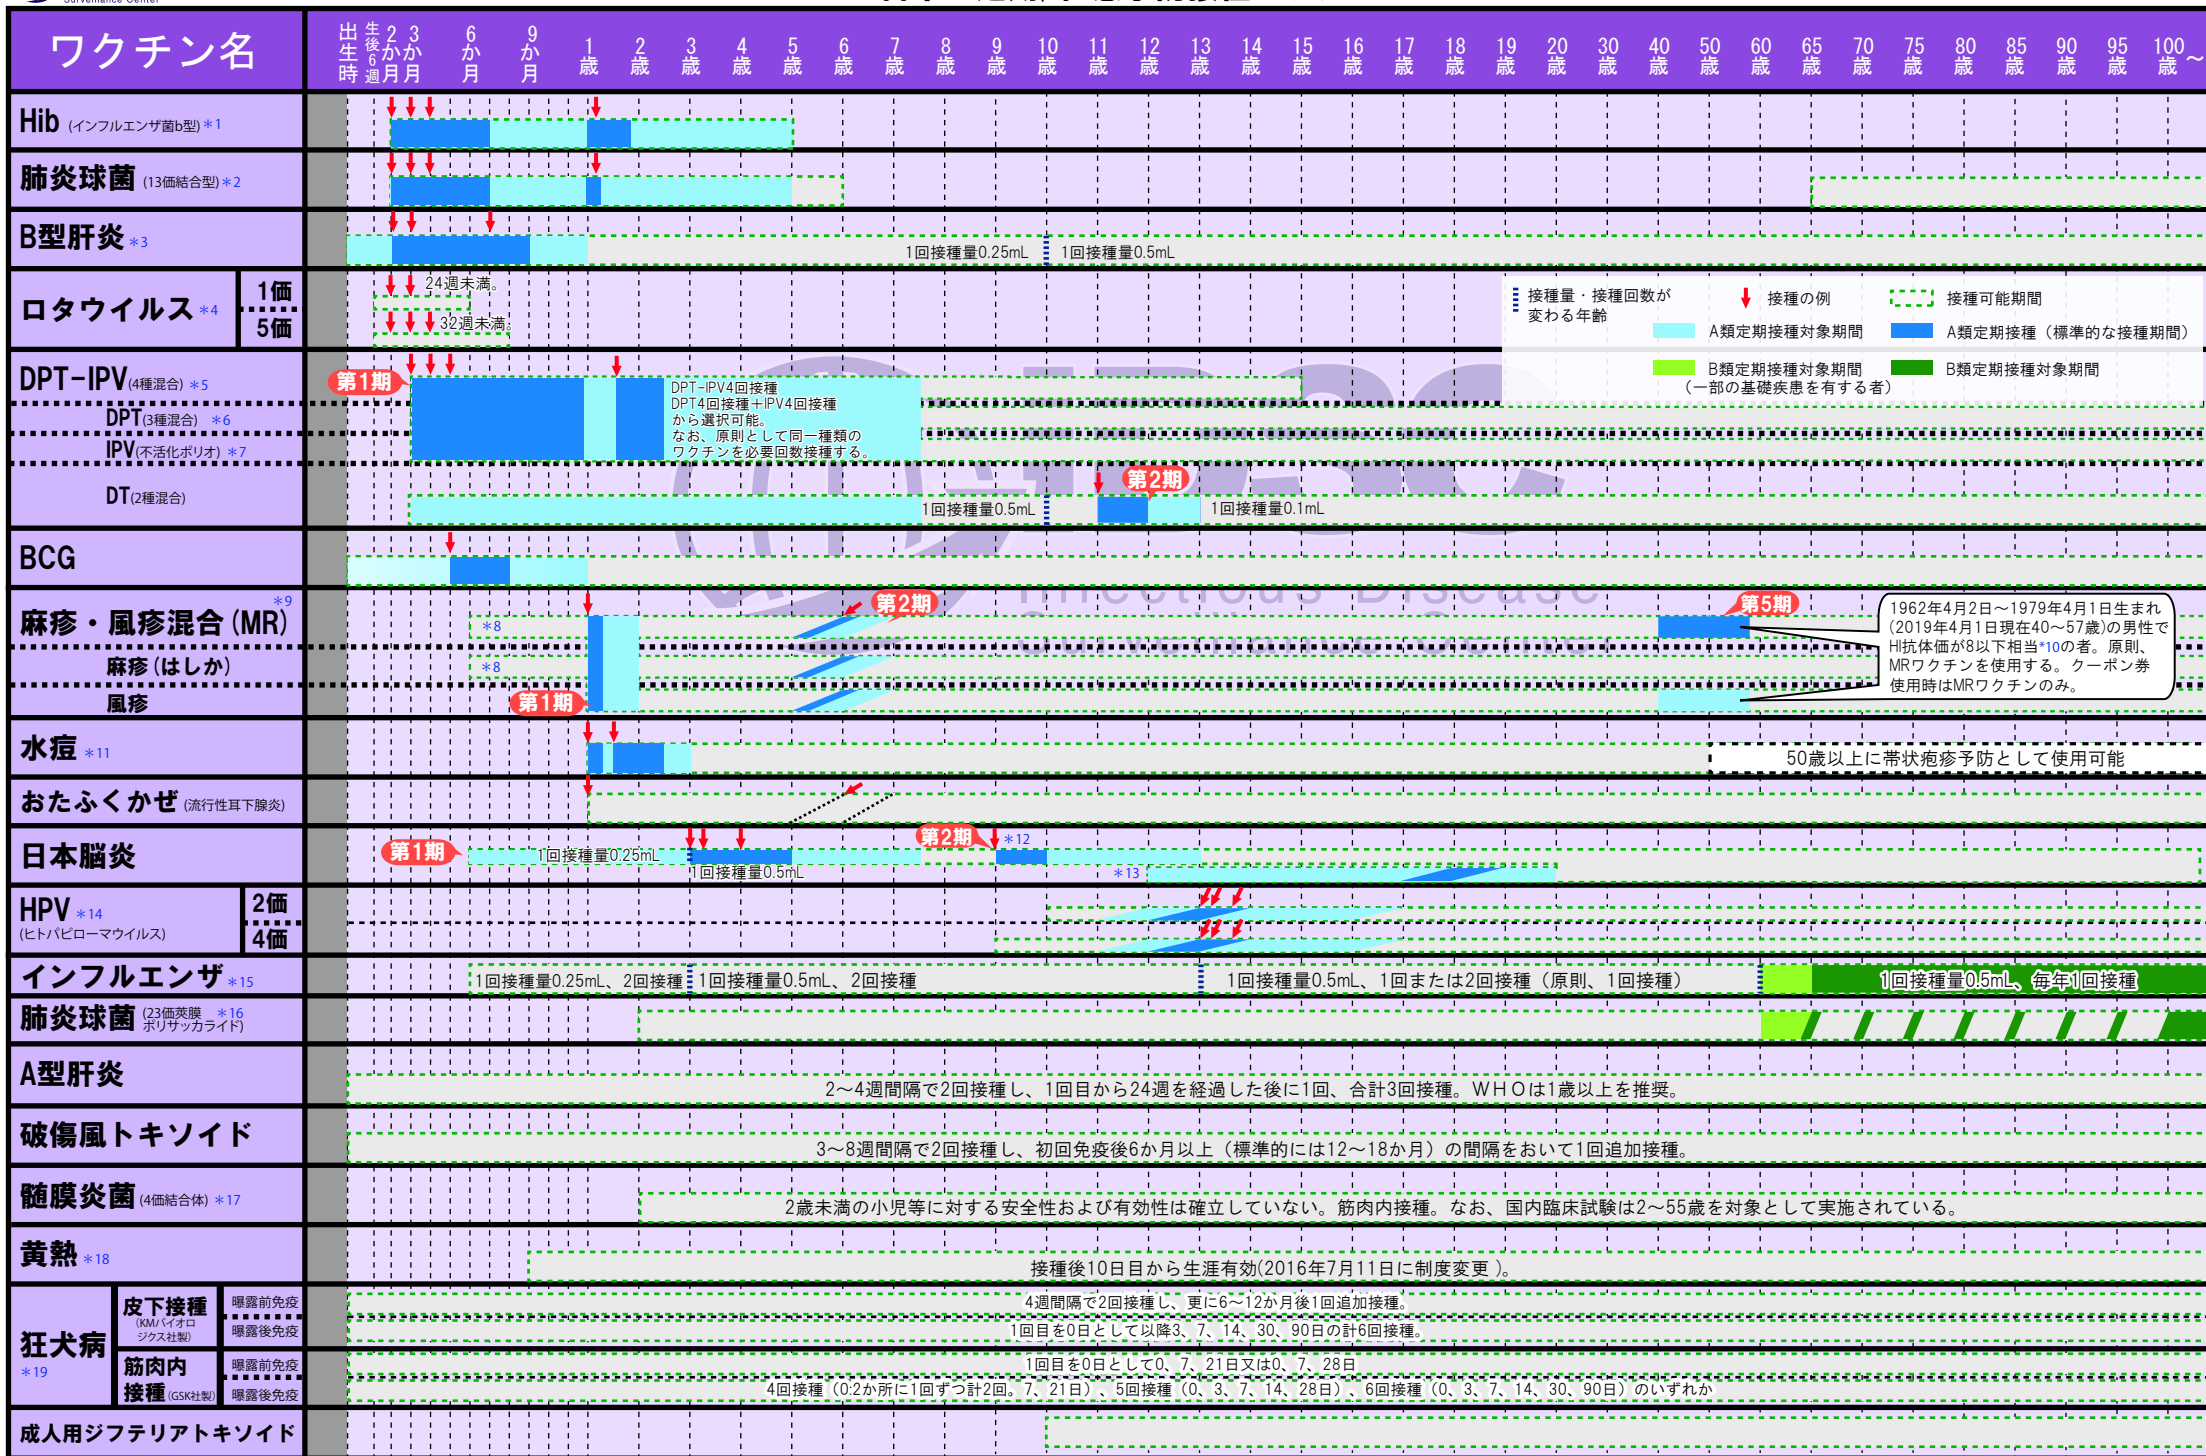 Surveillance Center
ワクチン名
出生時 生後6週 2か月 3か月 6か月 9か月 1歳 2歳 3歳 4歳 5歳 6歳 7歳 8歳 9歳 10歳 11歳 12歳 13歳 14歳 15歳 16歳 17歳 18歳 19歳 20歳 30歳 40歳 50歳 60歳 65歳 70歳 75歳 80歳 85歳 90歳 95歳 100歳～
Hib (インフルエンザ菌b型) *1
肺炎球菌 (13価結合型) *2
B型肝炎 *3
1回接種量0.25mL 1回接種量0.5mL
ロタウイルス *4
1価
24週未満。
5価
32週未満。
接種量・接種回数が
変わる年齢
接種の例
接種可能期間
A類定期接種対象期間
A類定期接種（標準的な接種期間）
B類定期接種対象期間
（一部の基礎疾患を有する者）
B類定期接種対象期間
DPT-IPV(4種混合) *5
第1期
DPT-IPV4回接種
DPT4回接種＋IPV4回接種
から選択可能。
なお、原則として同一種類の
ワクチンを必要回数接種する。
DPT(3種混合) *6
IPV(不活化ポリオ) *7
DT(2種混合)
1回接種量0.5mL
第2期
1回接種量0.1mL
IDSC
Infectious Disease
Surveillance Center
BCG
麻疹・風疹混合(MR) *9
*8
第2期
第5期
1962年4月2日～1979年4月1日生まれ
(2019年4月1日現在40～57歳)の男性で
HI抗体価が8以下相当*10の者。原則、
MRワクチンを使用する。クーポン券
使用時はMRワクチンのみ。
麻疹(はしか)
*8
風疹
第1期
水痘 *11
50歳以上に帯状疱疹予防として使用可能
おたふくかぜ (流行性耳下腺炎)
日本脳炎
第1期
1回接種量0.25mL
1回接種量0.5mL
第2期
*12
*13
HPV *14
(ヒトパピローマウイルス)
2価
4価
インフルエンザ *15
1回接種量0.25mL、2回接種 1回接種量0.5mL、2回接種 1回接種量0.5mL、1回または2回接種（原則、1回接種） 1回接種量0.5mL、毎年1回接種
肺炎球菌 (23価莢膜 *16
ポリサッカライド)
A型肝炎
2～4週間隔で2回接種し、1回目から24週を経過した後に1回、合計3回接種。WHOは1歳以上を推奨。
破傷風トキソイド
3～8週間隔で2回接種し、初回免疫後6か月以上（標準的には12～18か月）の間隔をおいて1回追加接種。
髄膜炎菌 (4価結合体) *17
2歳未満の小児等に対する安全性および有効性は確立していない。筋肉内接種。なお、国内臨床試験は2～55歳を対象として実施されている。
黄熱 *18
接種後10日目から生涯有効(2016年7月11日に制度変更 )。
狂犬病
*19
皮下接種
(KMバイオロ
ジクス社製)
曝露前免疫
4週間隔で2回接種し、更に6～12か月後1回追加接種。
曝露後免疫
1回目を0日として以降3、7、14、30、90日の計6回接種。
筋肉内
接種(GSK社製)
曝露前免疫
1回目を0日として0、7、21日又は0、7、28日
曝露後免疫
4回接種（0:2か所に1回ずつ計2回。7、21日）、5回接種（0、3、7、14、28日）、6回接種（0、3、7、14、30、90日）のいずれか
成人用ジフテリアトキソイド